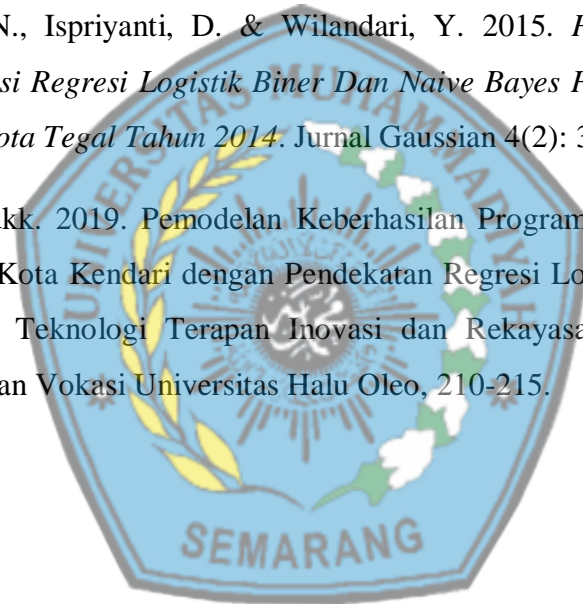 N., Ispriyanti, D. & Wilandari, Y. 2015.
si Regresi Logistik Biner Dan Naive Bayes
ota Tegal Tahun 2014. Jurnal Gaussian 4(2): 3
kk. 2019. Pemodelan Keberhasilan Program
Kota Kendari dengan Pendekatan Regresi Lo
Teknologi Terapan Inovasi dan Rekayasa
an Vokasi Universitas Halu Oleo, 210-215.
UNIVERSITAS MUHAMMADIYAH
SEMARANG